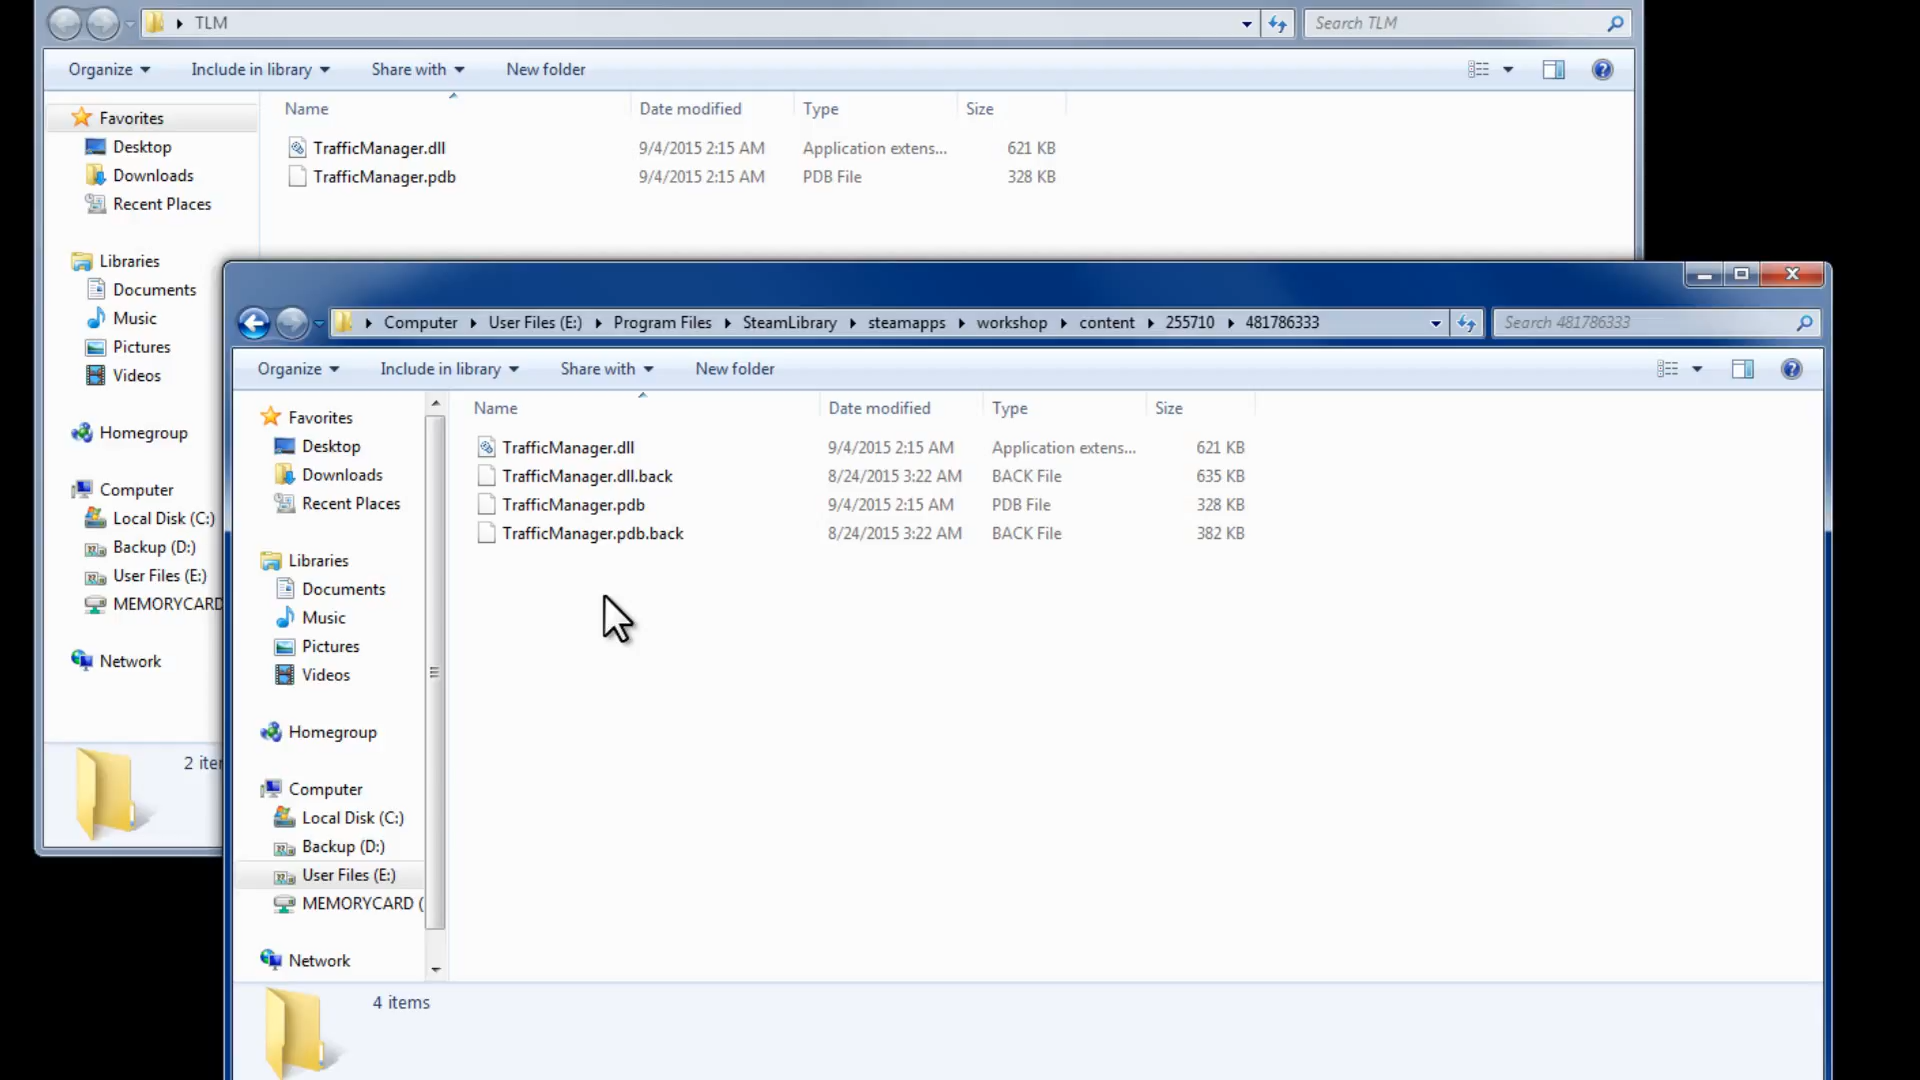 TLM
Search TLM
Organize Include in library Share with New folder
Name Date modified Type Size
TrafficManager.dll 9/4/2015 2:15 AM Application extens... 621 KB
TrafficManager.pdb 9/4/2015 2:15 AM PDB File 328 KB
Favorites
Desktop
Downloads
Recent Places
Libraries
Documents
Music
Pictures
Videos
Homegroup
Computer
Local Disk (C:)
Backup (D:)
User Files (E:)
MEMORYCARD
Network
2 iter
Computer User Files (E:) Program Files SteamLibrary steamapps workshop content 255710 481786333
Search 481786333
Organize Include in library Share with New folder
Name Date modified Type Size
TrafficManager.dll 9/4/2015 2:15 AM Application extens... 621 KB
TrafficManager.dll.back 8/24/2015 3:22 AM BACK File 635 KB
TrafficManager.pdb 9/4/2015 2:15 AM PDB File 328 KB
TrafficManager.pdb.back 8/24/2015 3:22 AM BACK File 382 KB
Favorites
Desktop
Downloads
Recent Places
Libraries
Documents
Music
Pictures
Videos
Homegroup
Computer
Local Disk (C:)
Backup (D:)
User Files (E:)
MEMORYCARD (
Network
4 items